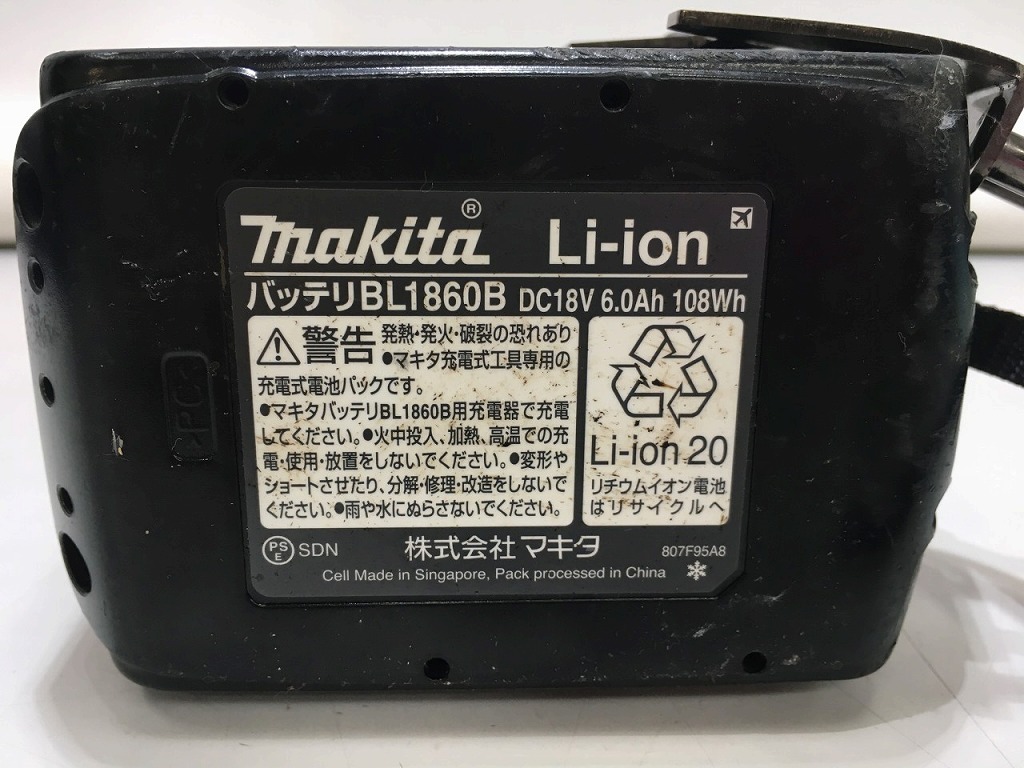 makita® Li-ion
バッテリBL1860B DC18V 6.0Ah 108Wh
警告 発熱・発火・破裂の恐れあり
●マキタ充電式工具専用の
充電式電池パックです。
●マキタバッテリBL1860B用充電器で充電
してください。●火中投入、加熱、高温での充
電・使用・放置をしないでください。●変形や
ショートさせたり、分解・修理・改造をしないで
ください。●雨や水にぬらさないでください。
Li-ion 20
リチウムイオン電池
はリサイクルへ
PS
E
SDN
株式会社マキタ
807F95A8
Cell Made in Singapore, Pack processed in China
>PC<